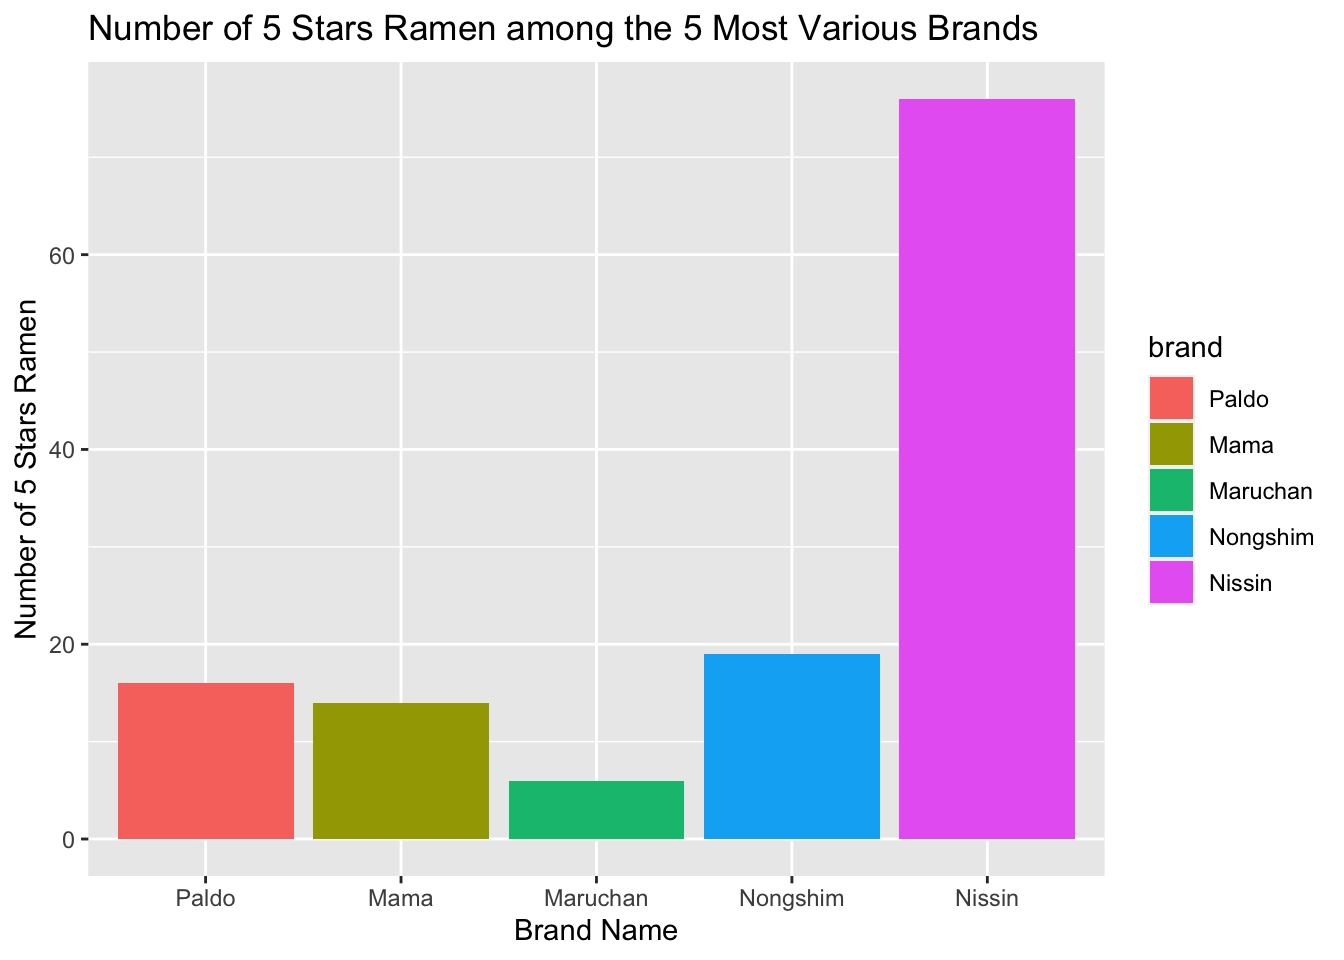 Number of 5 Stars Ramen among the 5 Most Various Brands
Number of 5 Stars Ramen
60
40
20
0
Paldo
Mama
Maruchan
Nongshim
Nissin
Brand Name
brand
Paldo
Mama
Maruchan
Nongshim
Nissin